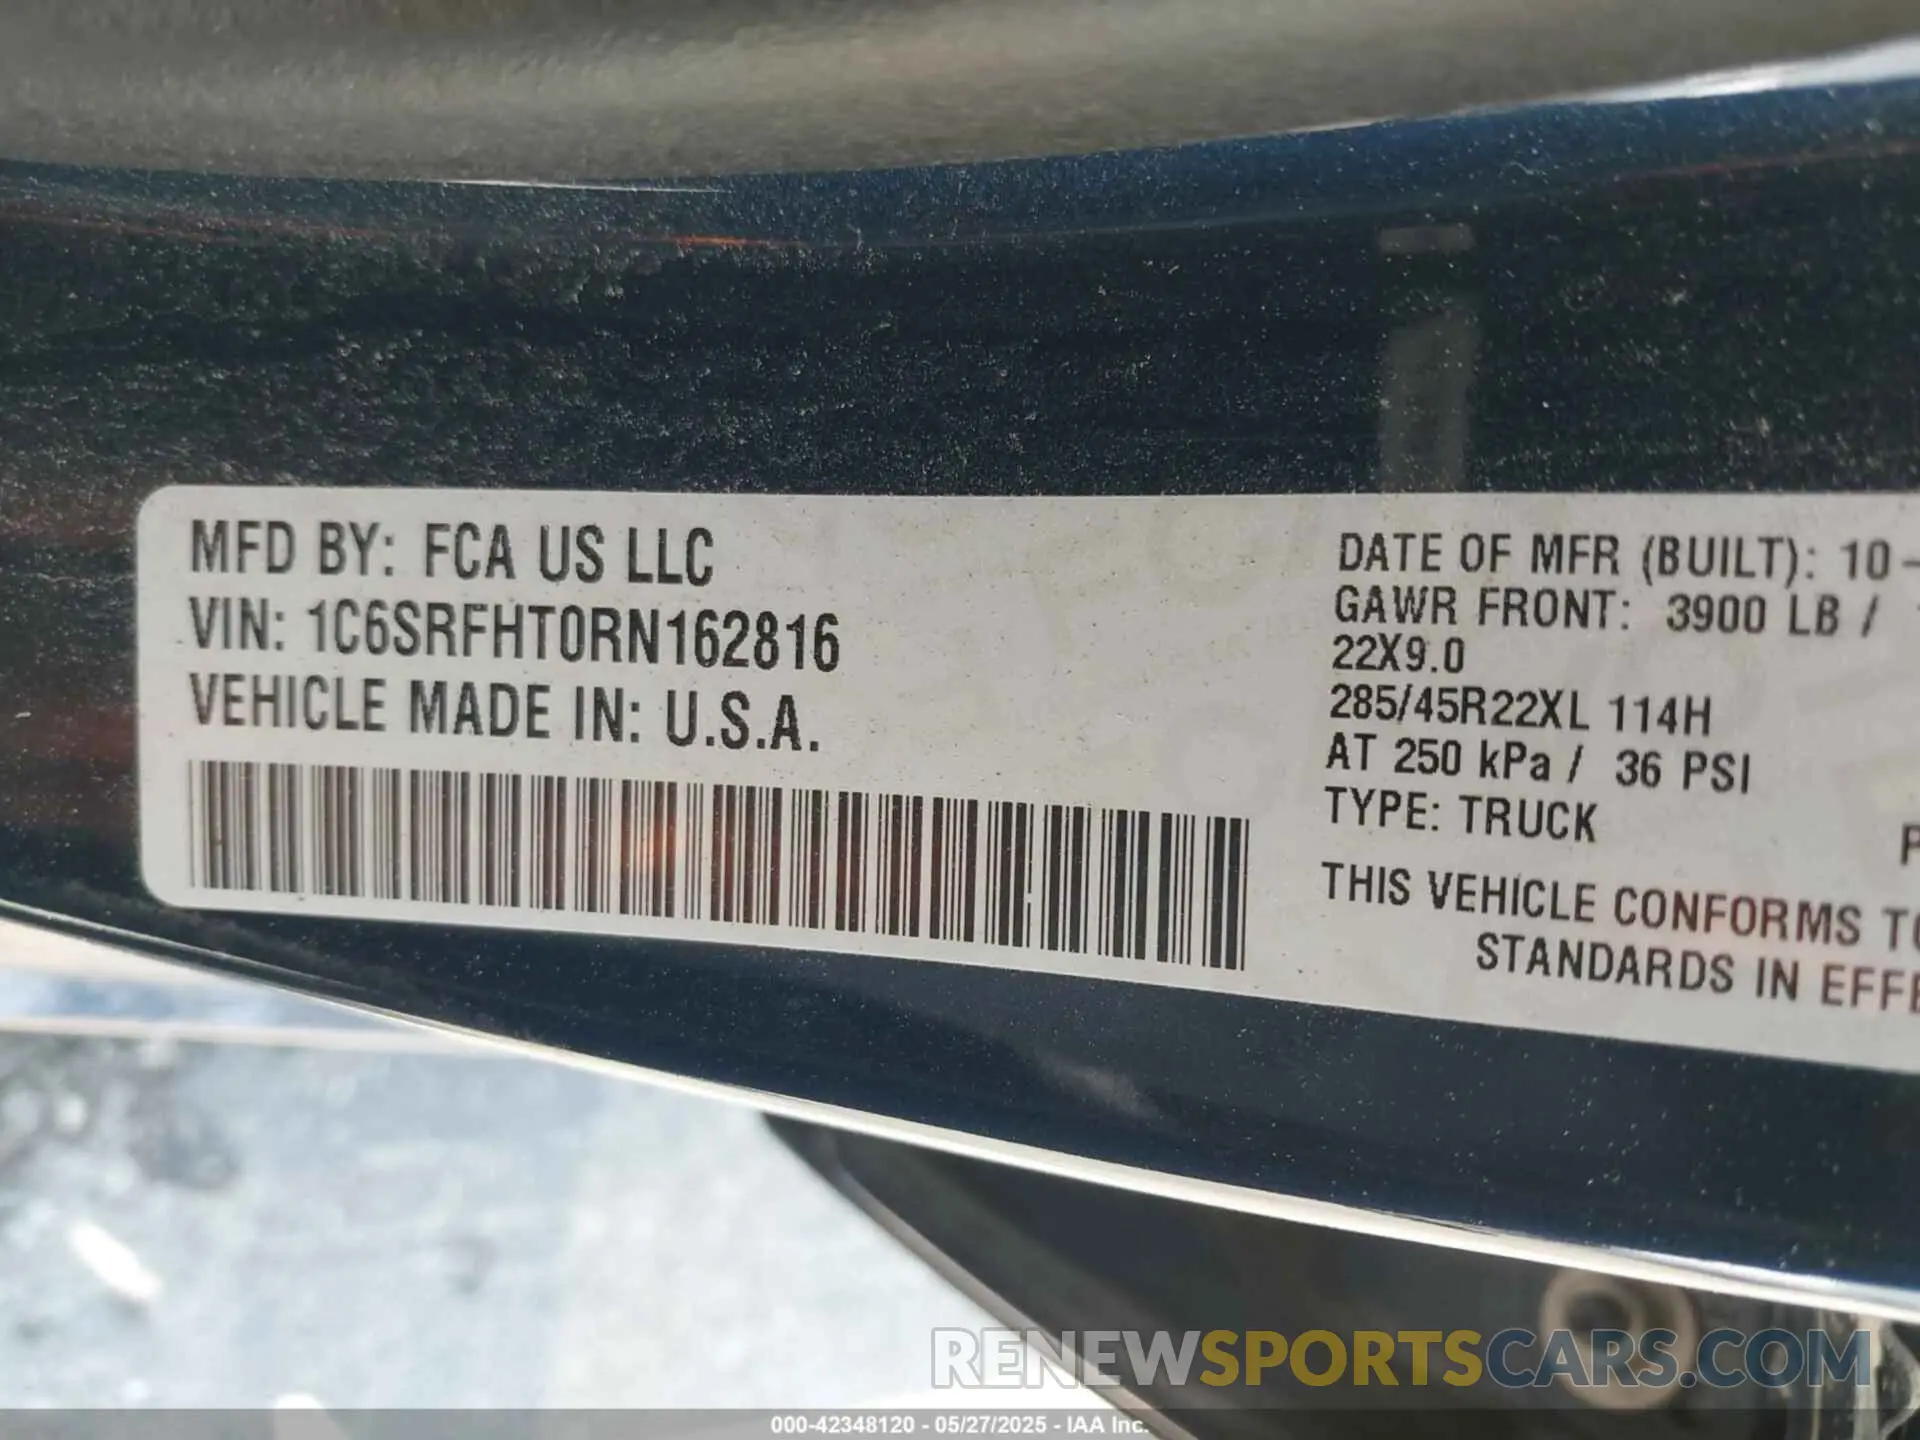 MFD BY: FCA US LLC
VIN: 1C6SRFHT0RN162816
VEHICLE MADE IN: U.S.A.
DATE OF MFR (BUILT): 10-
GAWR FRONT: 3900 LB /
22X9.0
285/45R22XL 114H
AT 250 kPa / 36 PSI
TYPE: TRUCK
THIS VEHICLE CONFORMS TO
STANDARDS IN EFFE
RENEWSPORTSCARS.COM
000-42348120 - 05/27/2025 - IAA Inc.